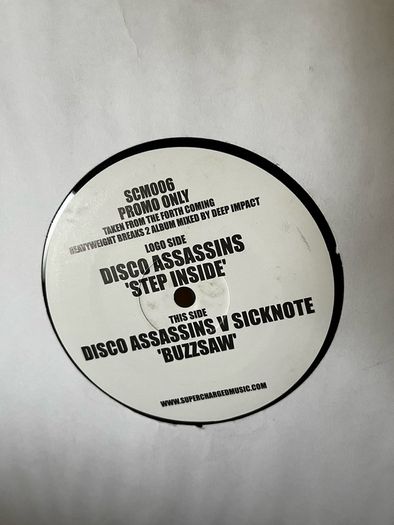 SCM006
PROMO ONLY
TAKEN FROM THE FORTH COMING
HEAVYWEIGHT BREAKS 2 ALBUM MIXED BY DEEP IMPACT
LOGO SIDE
DISCO ASSASSINS
'STEP INSIDE'
THIS SIDE
DISCO ASSASSINS V SICKNOTE
'BUZZSAW'
WWW.SUPERCHARGEDMUSIC.COM